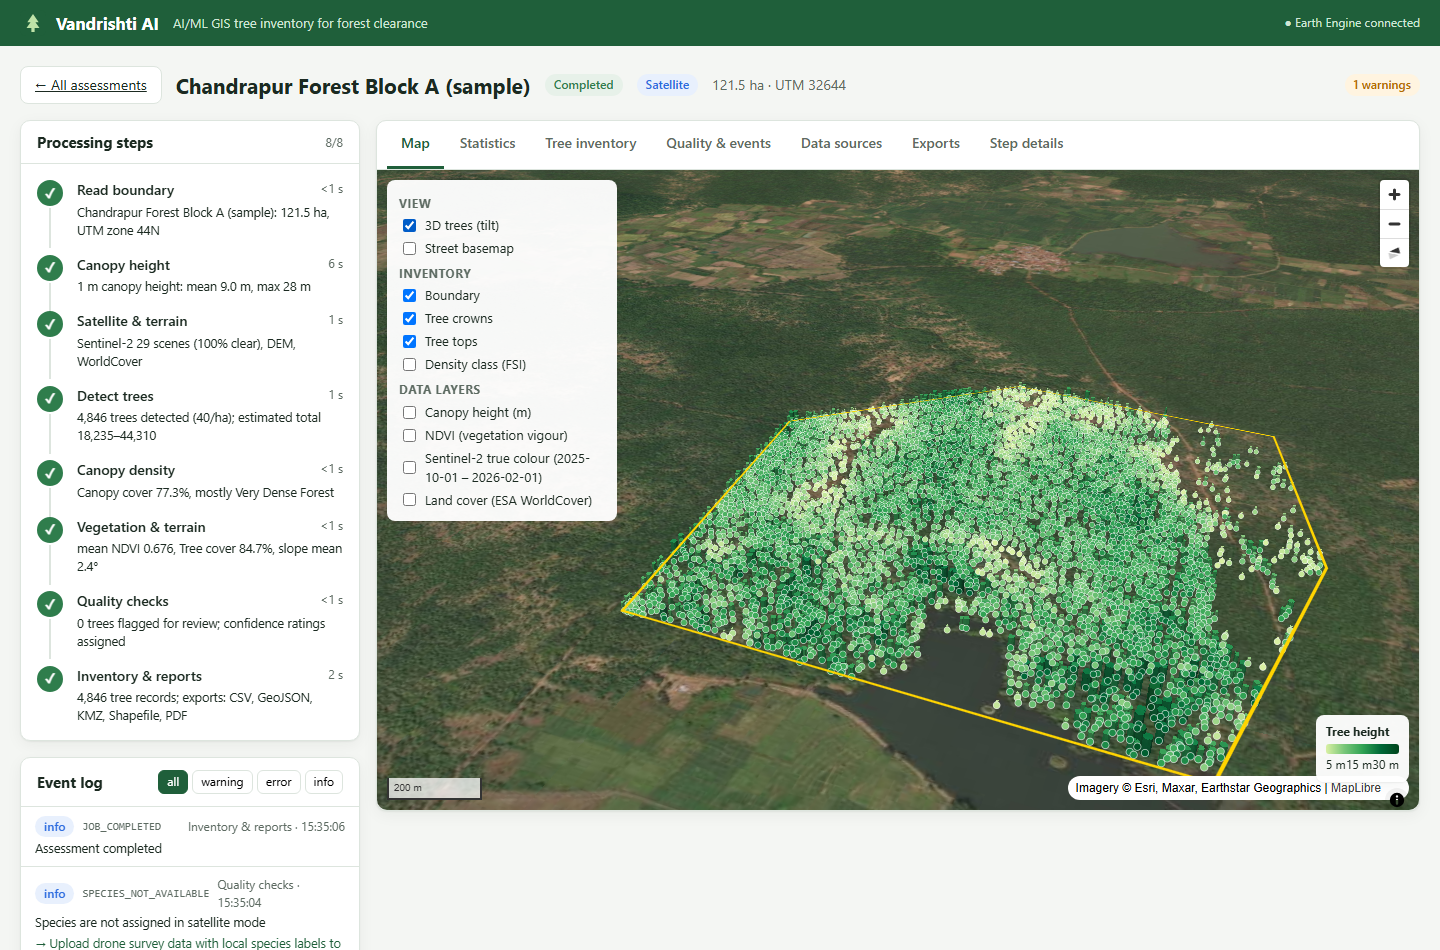 Vandrishti AI
AI/ML GIS tree inventory for forest clearance
● Earth Engine connected
← All assessments
Chandrapur Forest Block A (sample)
Completed
Satellite
121.5 ha · UTM 32644
1 warnings
Processing steps
8/8
Read boundary
<1 s
Chandrapur Forest Block A (sample): 121.5 ha,
UTM zone 44N
Canopy height
6 s
1 m canopy height: mean 9.0 m, max 28 m
Satellite & terrain
1 s
Sentinel-2 29 scenes (100% clear), DEM,
WorldCover
Detect trees
1 s
4,846 trees detected (40/ha); estimated total
18,235–44,310
Canopy density
<1 s
Canopy cover 77.3%, mostly Very Dense Forest
Vegetation & terrain
<1 s
mean NDVI 0.676, Tree cover 84.7%, slope mean
2.4°
Quality checks
<1 s
0 trees flagged for review; confidence ratings
assigned
Inventory & reports
2 s
4,846 tree records; exports: CSV, GeoJSON,
KMZ, Shapefile, PDF
Event log
all
warning
error
info
info
JOB_COMPLETED
Inventory & reports · 15:35:06
Assessment completed
info
SPECIES_NOT_AVAILABLE
Quality checks ·
15:35:04
Species are not assigned in satellite mode
→ Upload drone survey data with local species labels to
Map
Statistics
Tree inventory
Quality & events
Data sources
Exports
Step details
VIEW
3D trees (tilt)
Street basemap
INVENTORY
Boundary
Tree crowns
Tree tops
Density class (FSI)
DATA LAYERS
Canopy height (m)
NDVI (vegetation vigour)
Sentinel-2 true colour (2025-
10-01 – 2026-02-01)
Land cover (ESA WorldCover)
200 m
Tree height
5 m15 m30 m
Imagery © Esri, Maxar, Earthstar Geographics | MapLibre